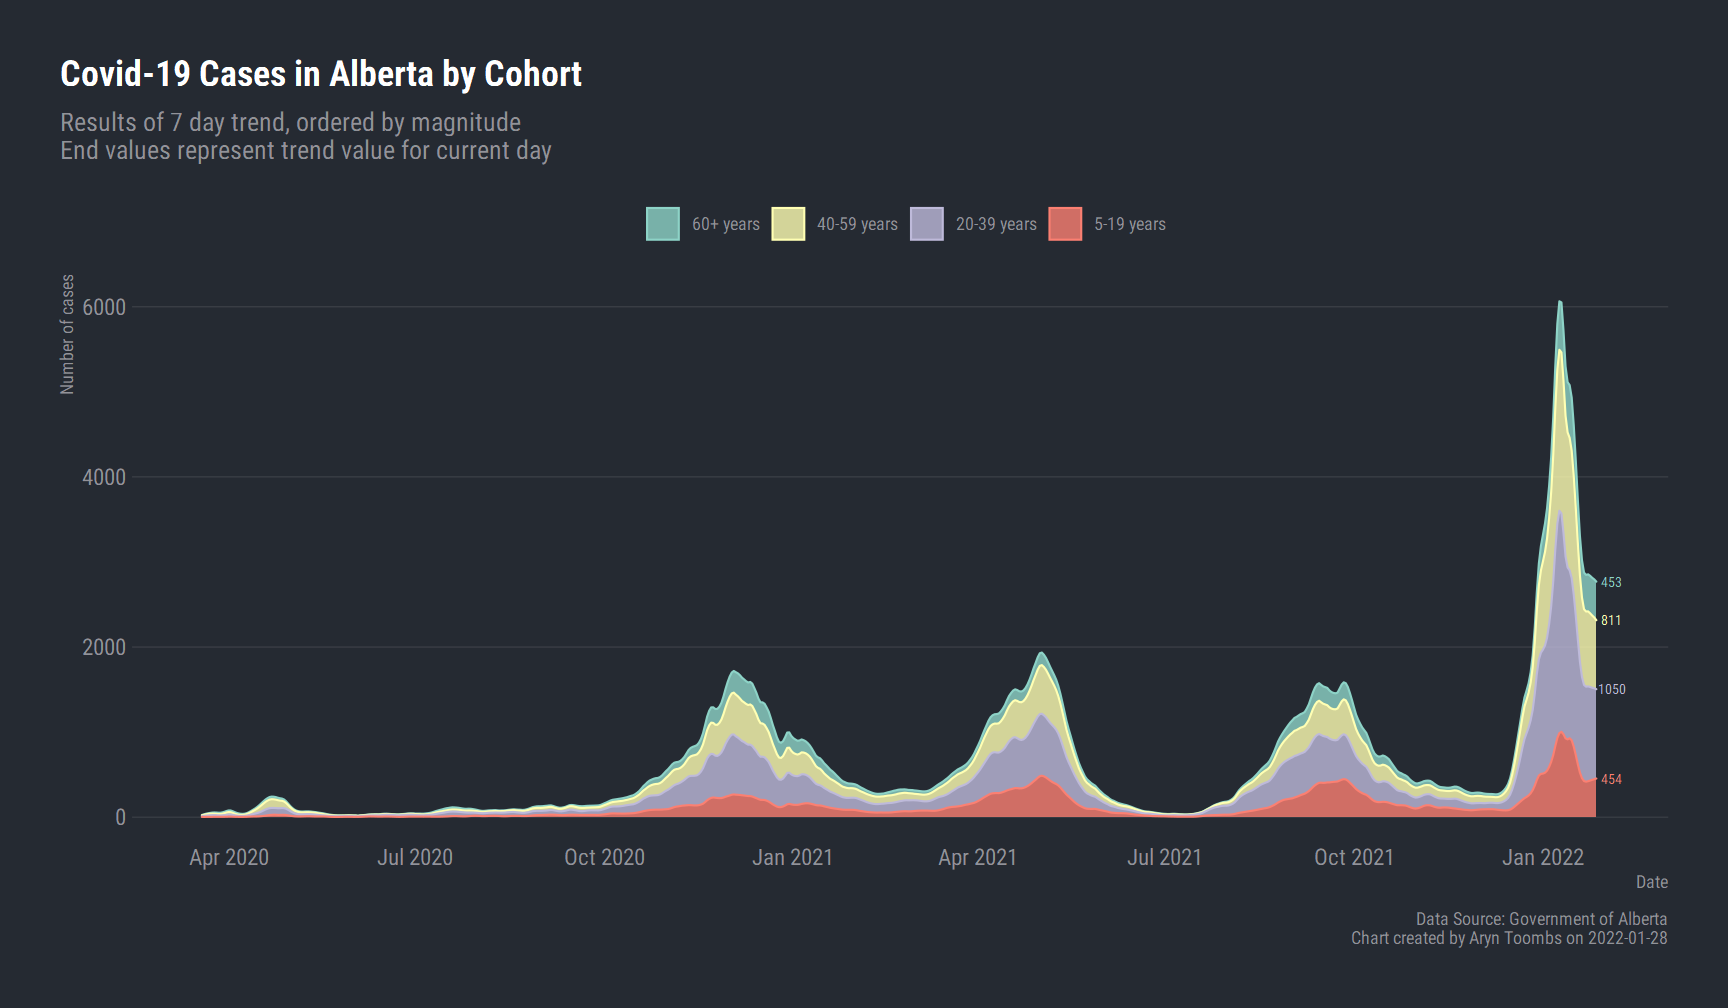 Covid-19 Cases in Alberta by Cohort
Results of 7 day trend, ordered by magnitude
End values represent trend value for current day
60+ years
40-59 years
20-39 years
5-19 years
Number of cases
6000
4000
2000
0
453
811
1050
454
Apr 2020
Jul 2020
Oct 2020
Jan 2021
Apr 2021
Jul 2021
Oct 2021
Jan 2022
Date
Data Source: Government of Alberta
Chart created by Aryn Toombs on 2022-01-28